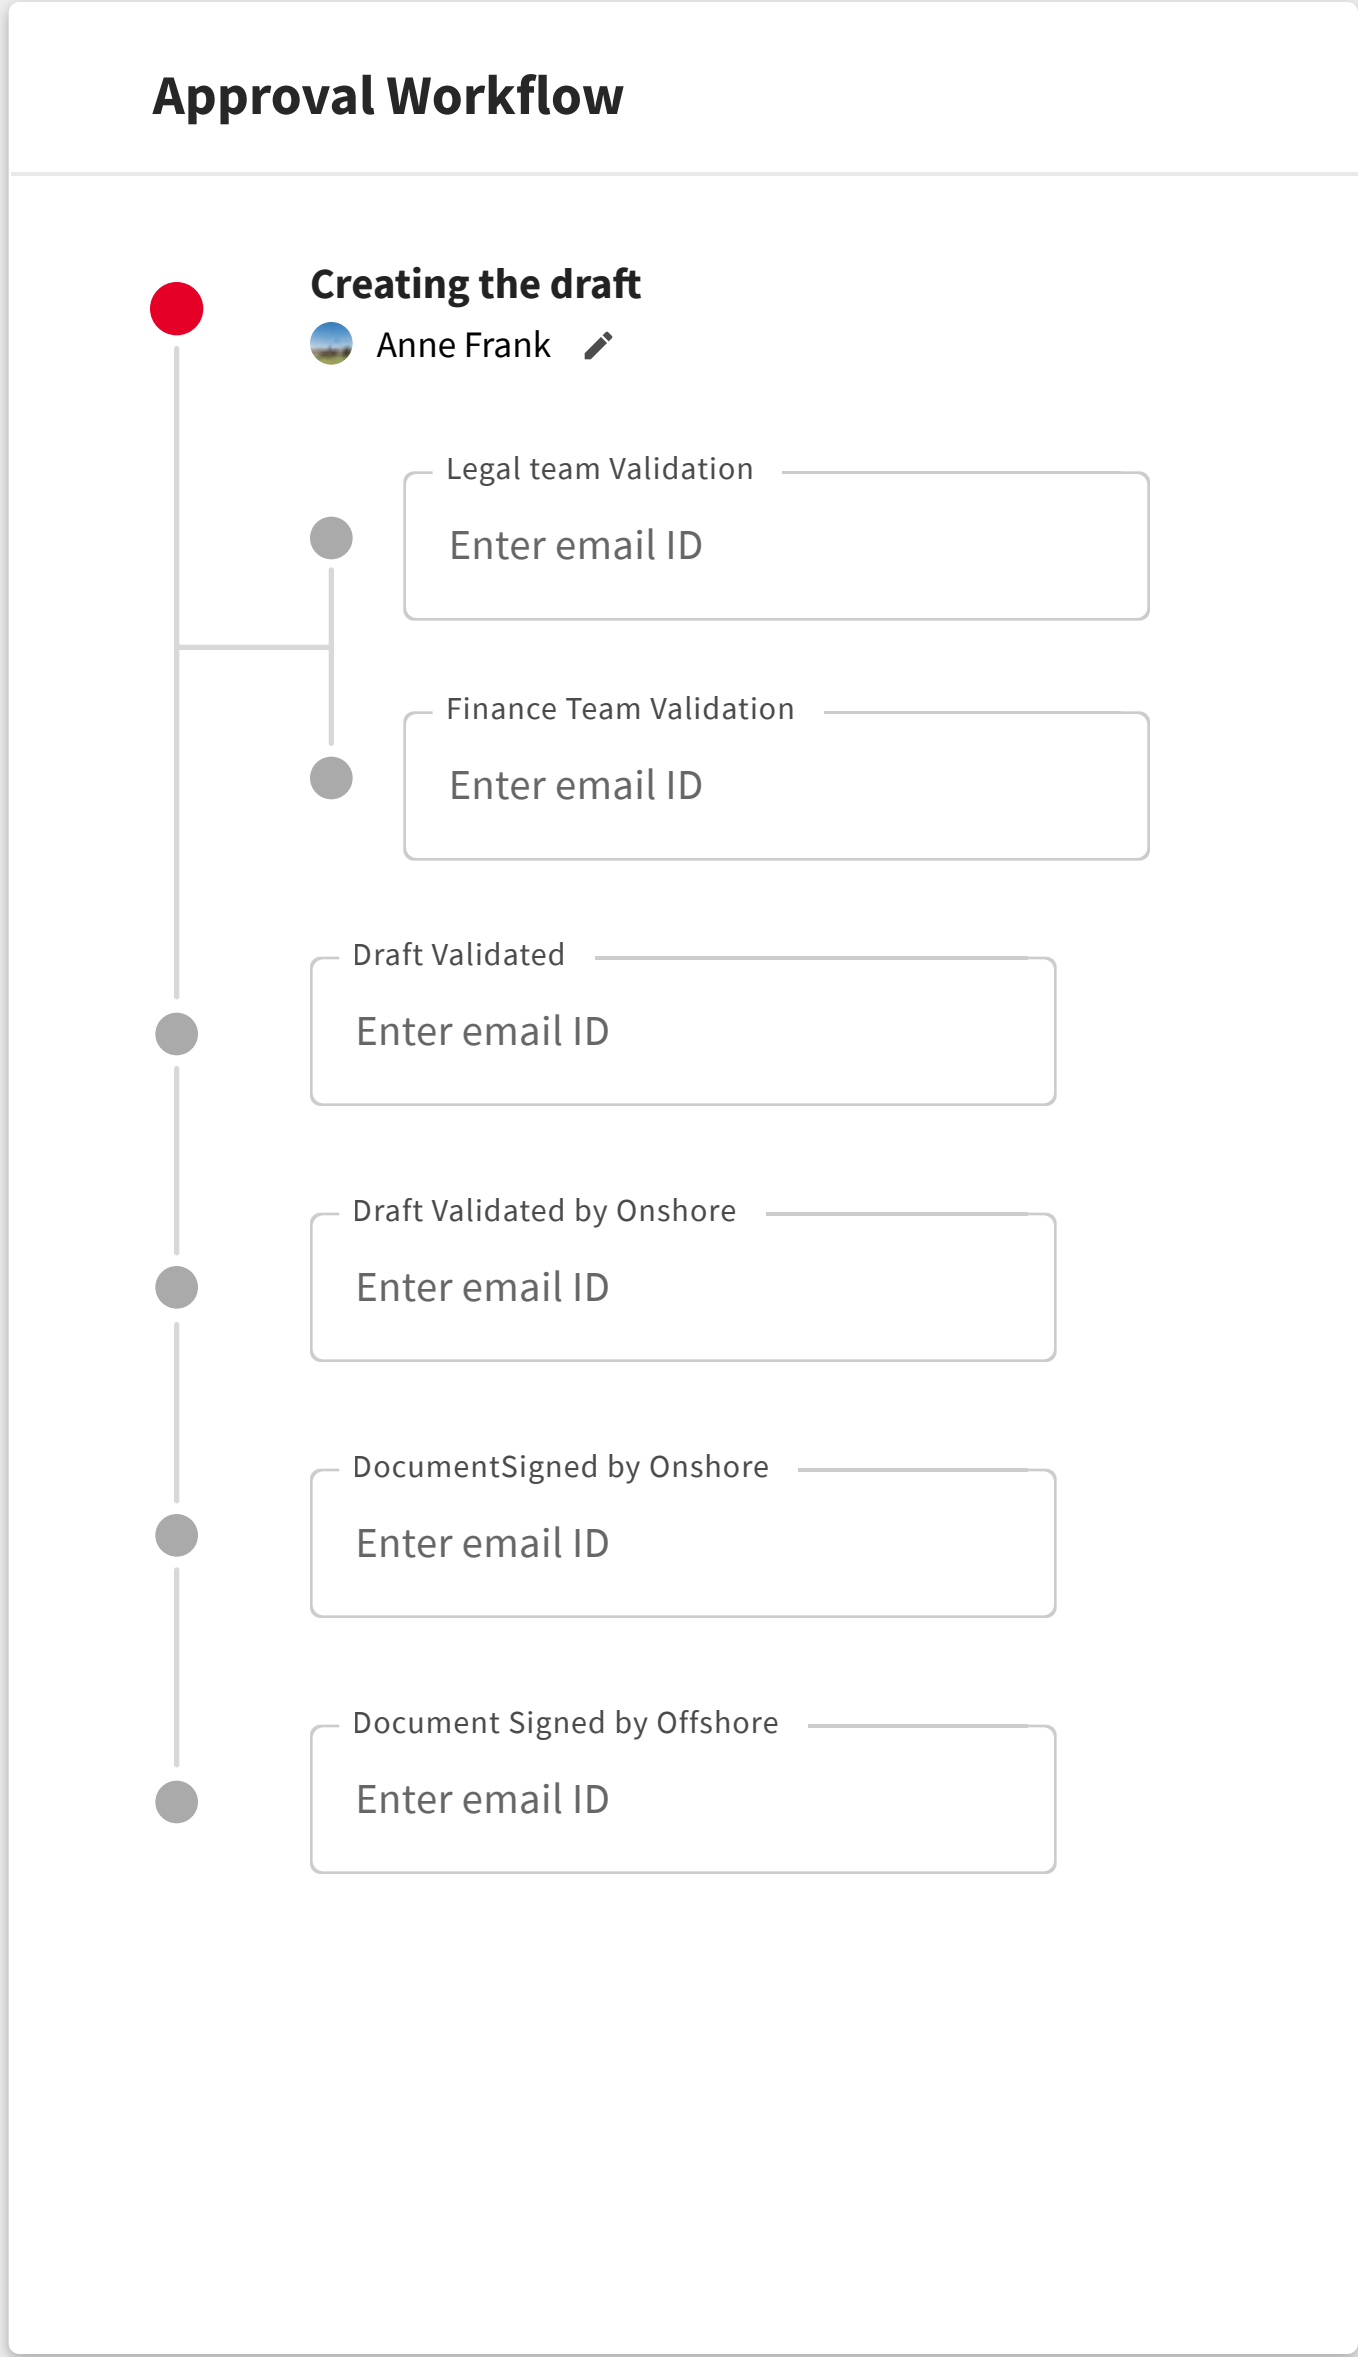 Approval Workflow
Creating the draft
Anne Frank
Legal team Validation
Enter email ID
Finance Team Validation
Enter email ID
Draft Validated
Enter email ID
Draft Validated by Onshore
Enter email ID
DocumentSigned by Onshore
Enter email ID
Document Signed by Offshore
Enter email ID